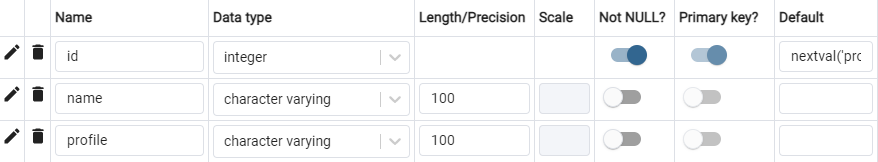 Name Data type Length/Precision Scale Not NULL? Primary key? Default
id integer nextval('prc
name character varying 100
profile character varying 100